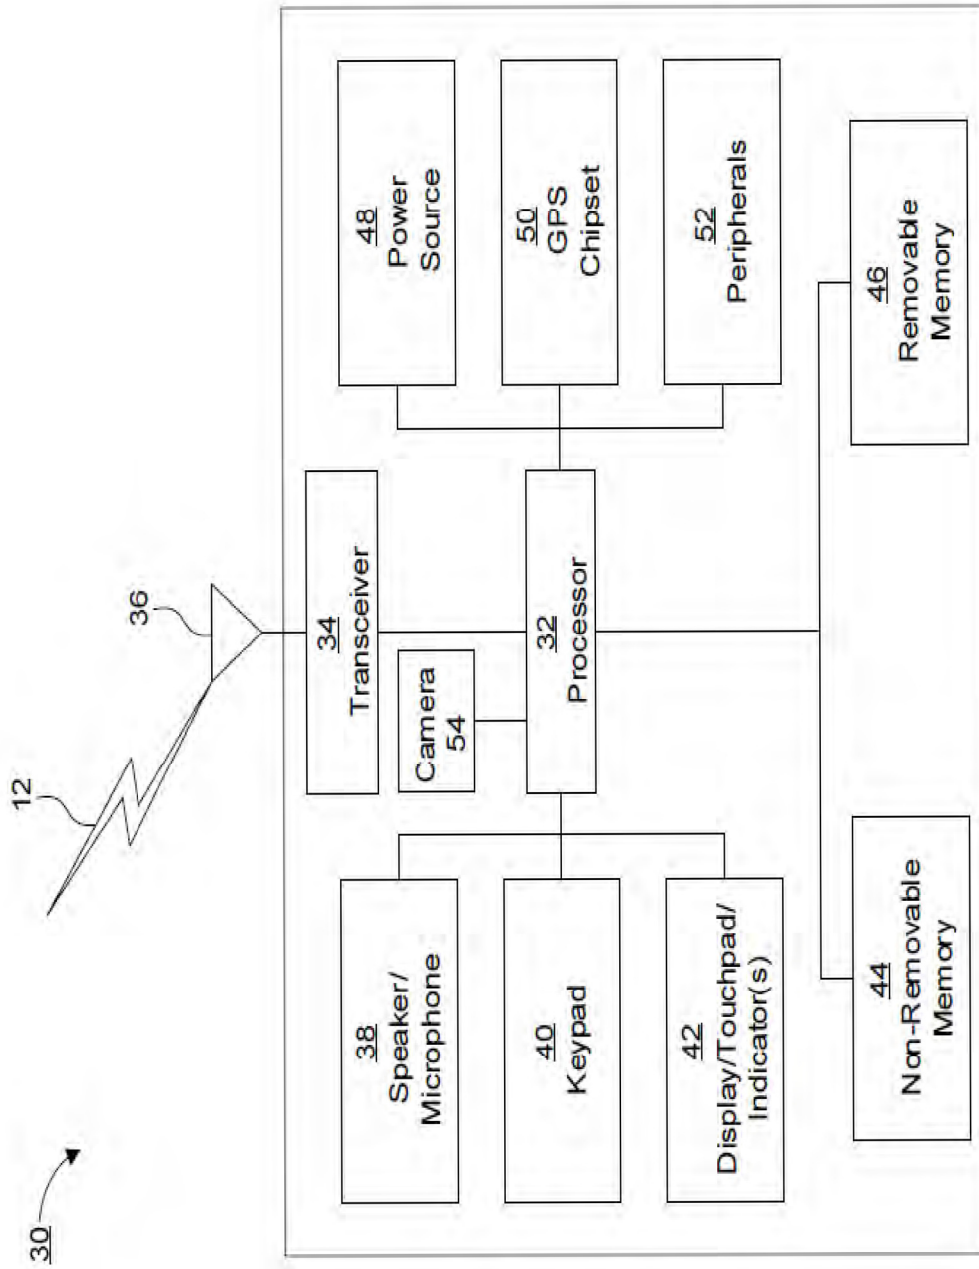 30
12
36
34
Transceiver
Camera
54
32
Processor
38
Speaker/
Microphone
40
Keypad
42
Display/Touchpad/
Indicator(s)
48
Power
Source
50
GPS
Chipset
52
Peripherals
44
Non-Removable
Memory
46
Removable
Memory